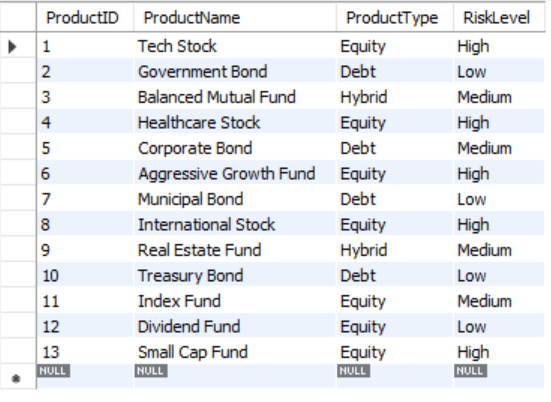 ProductID ProductName ProductType RiskLevel
1 Tech Stock Equity High
2 Government Bond Debt Low
3 Balanced Mutual Fund Hybrid Medium
4 Healthcare Stock Equity High
5 Corporate Bond Debt Medium
6 Aggressive Growth Fund Equity High
7 Municipal Bond Debt Low
8 International Stock Equity High
9 Real Estate Fund Hybrid Medium
10 Treasury Bond Debt Low
11 Index Fund Equity Medium
12 Dividend Fund Equity Low
13 Small Cap Fund Equity High
NULL NULL NULL NULL